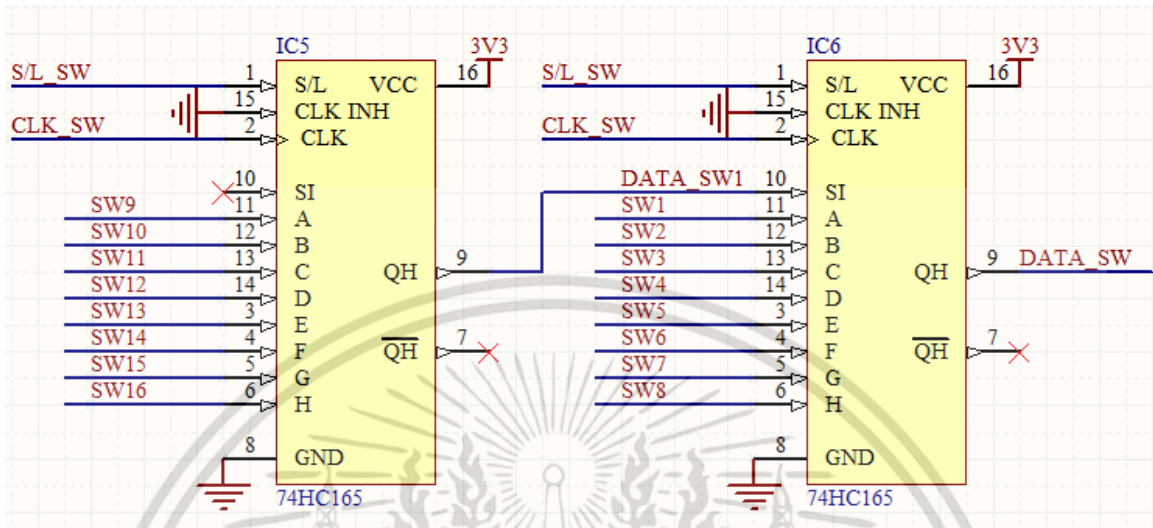 IC5
3V3
S/L_SW
1
S/L
VCC
16
15
CLK INH
CLK_SW
2
CLK
10
SI
SW9
11
A
SW10
12
B
SW11
13
C
QH
9
SW12
14
D
SW13
3
E
SW14
4
F
QH
7
SW15
5
G
SW16
6
H
8
GND
74HC165
IC6
3V3
S/L_SW
1
S/L
VCC
16
15
CLK INH
CLK_SW
2
CLK
DATA_SW1
10
SI
SW1
11
A
SW2
12
B
SW3
13
C
QH
9
DATA_SW
SW4
14
D
SW5
3
E
SW6
4
F
QH
7
SW7
5
G
SW8
6
H
8
GND
74HC165